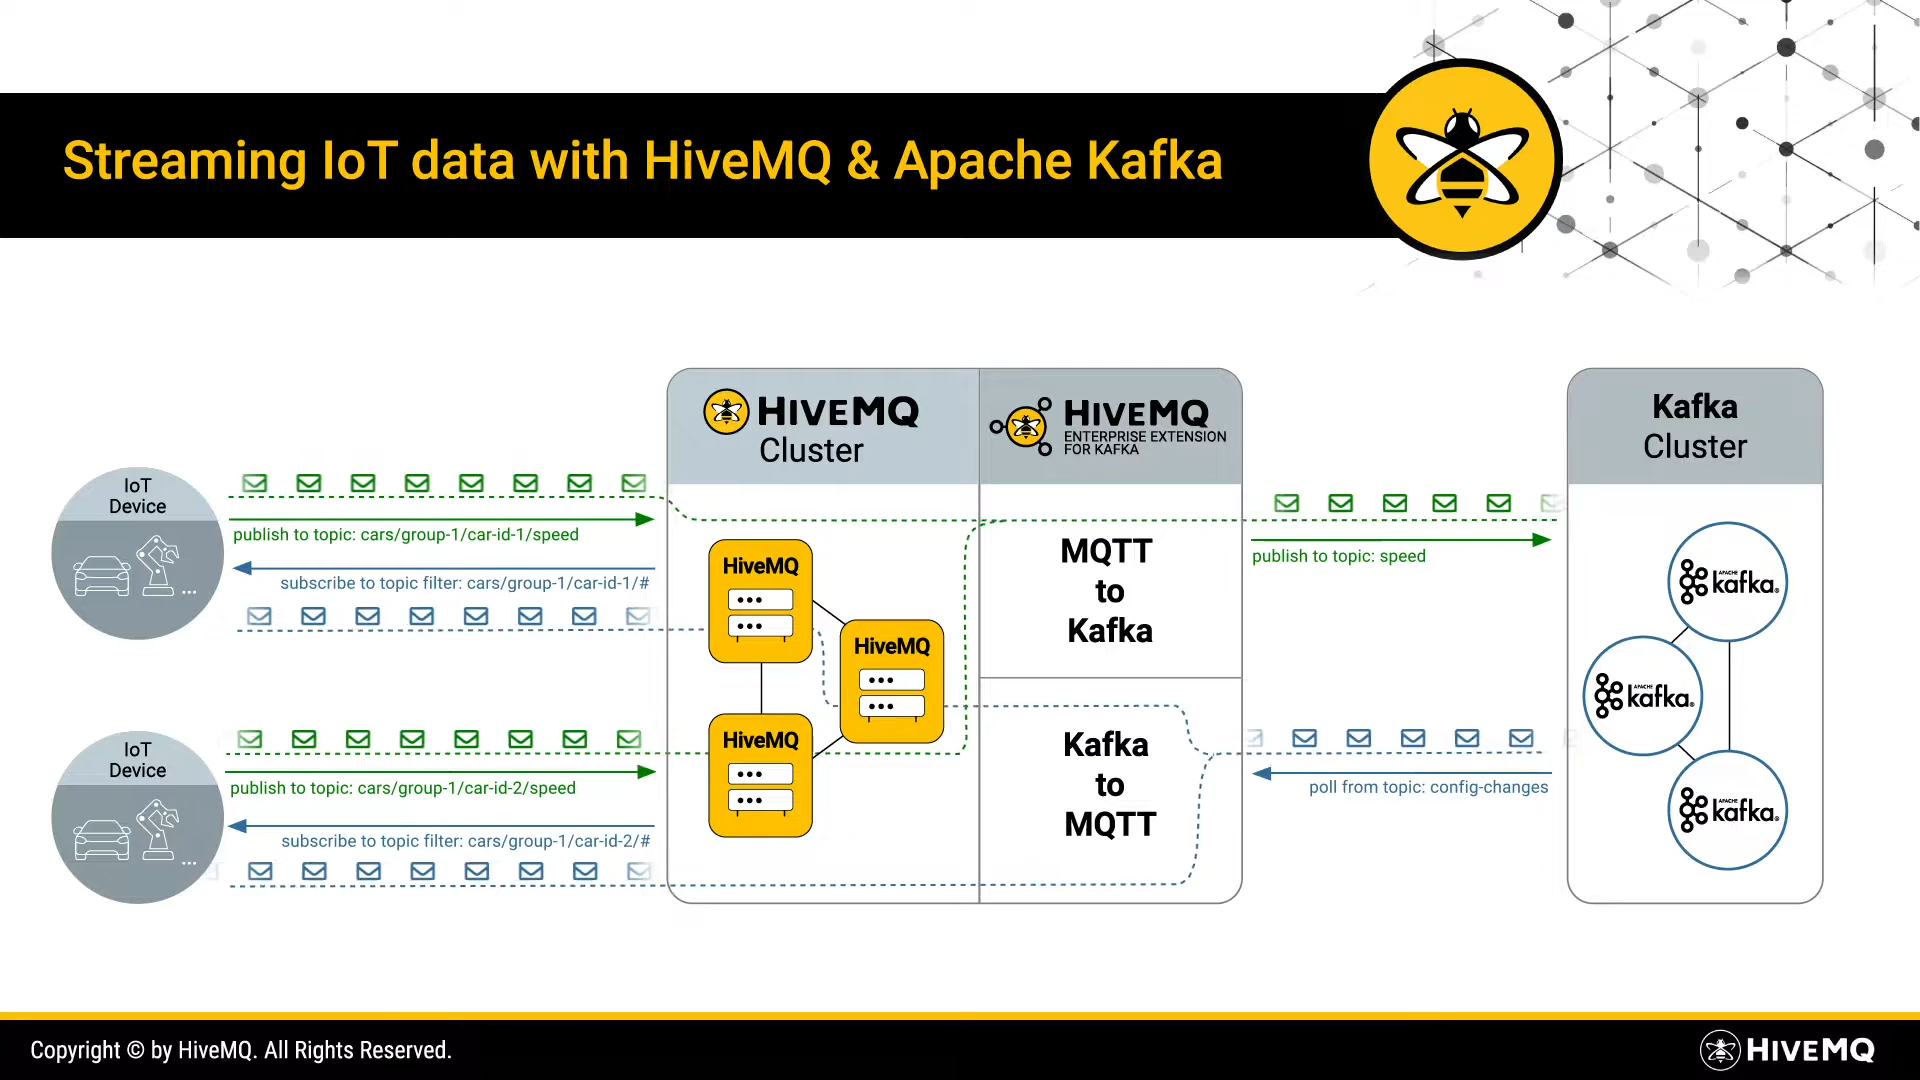 Streaming IoT data with HiveMQ & Apache Kafka
HIVEMQ
Cluster
HIVEMQ
ENTERPRISE EXTENSION
FOR KAFKA
Kafka
Cluster
IoT
Device
publish to topic: cars/group-1/car-id-1/speed
subscribe to topic filter: cars/group-1/car-id-1/#
IoT
Device
publish to topic: cars/group-1/car-id-2/speed
subscribe to topic filter: cars/group-1/car-id-2/#
HiveMQ
HiveMQ
HiveMQ
MQTT
to
Kafka
Kafka
to
MQTT
publish to topic: speed
poll from topic: config-changes
APACHE
kafka®
APACHE
kafka®
APACHE
kafka®
Copyright © by HiveMQ. All Rights Reserved.
HIVEMQ